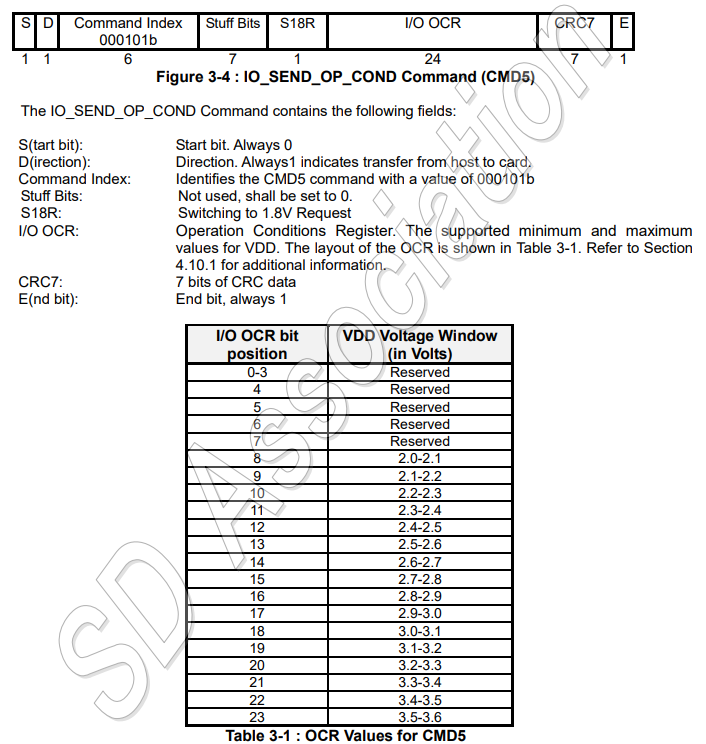 S D Command Index Stuff Bits S18R I/O OCR CRC7 E
000101b
1 1 6 7 1 24 7 1
Figure 3-4 : IO_SEND_OP_COND Command (CMD5)
The IO_SEND_OP_COND Command contains the following fields:
S(tart bit): Start bit. Always 0
D(irection): Direction. Always1 indicates transfer from host to card.
Command Index: Identifies the CMD5 command with a value of 000101b
Stuff Bits: Not used, shall be set to 0.
S18R: Switching to 1.8V Request
I/O OCR: Operation Conditions Register. The supported minimum and maximum
values for VDD. The layout of the OCR is shown in Table 3-1. Refer to Section
4.10.1 for additional information.
CRC7: 7 bits of CRC data
E(nd bit): End bit, always 1
I/O OCR bit VDD Voltage Window
position (in Volts)
0-3 Reserved
4 Reserved
5 Reserved
6 Reserved
7 Reserved
8 2.0-2.1
9 2.1-2.2
10 2.2-2.3
11 2.3-2.4
12 2.4-2.5
13 2.5-2.6
14 2.6-2.7
15 2.7-2.8
16 2.8-2.9
17 2.9-3.0
18 3.0-3.1
19 3.1-3.2
20 3.2-3.3
21 3.3-3.4
22 3.4-3.5
23 3.5-3.6
Table 3-1 : OCR Values for CMD5
SD Association